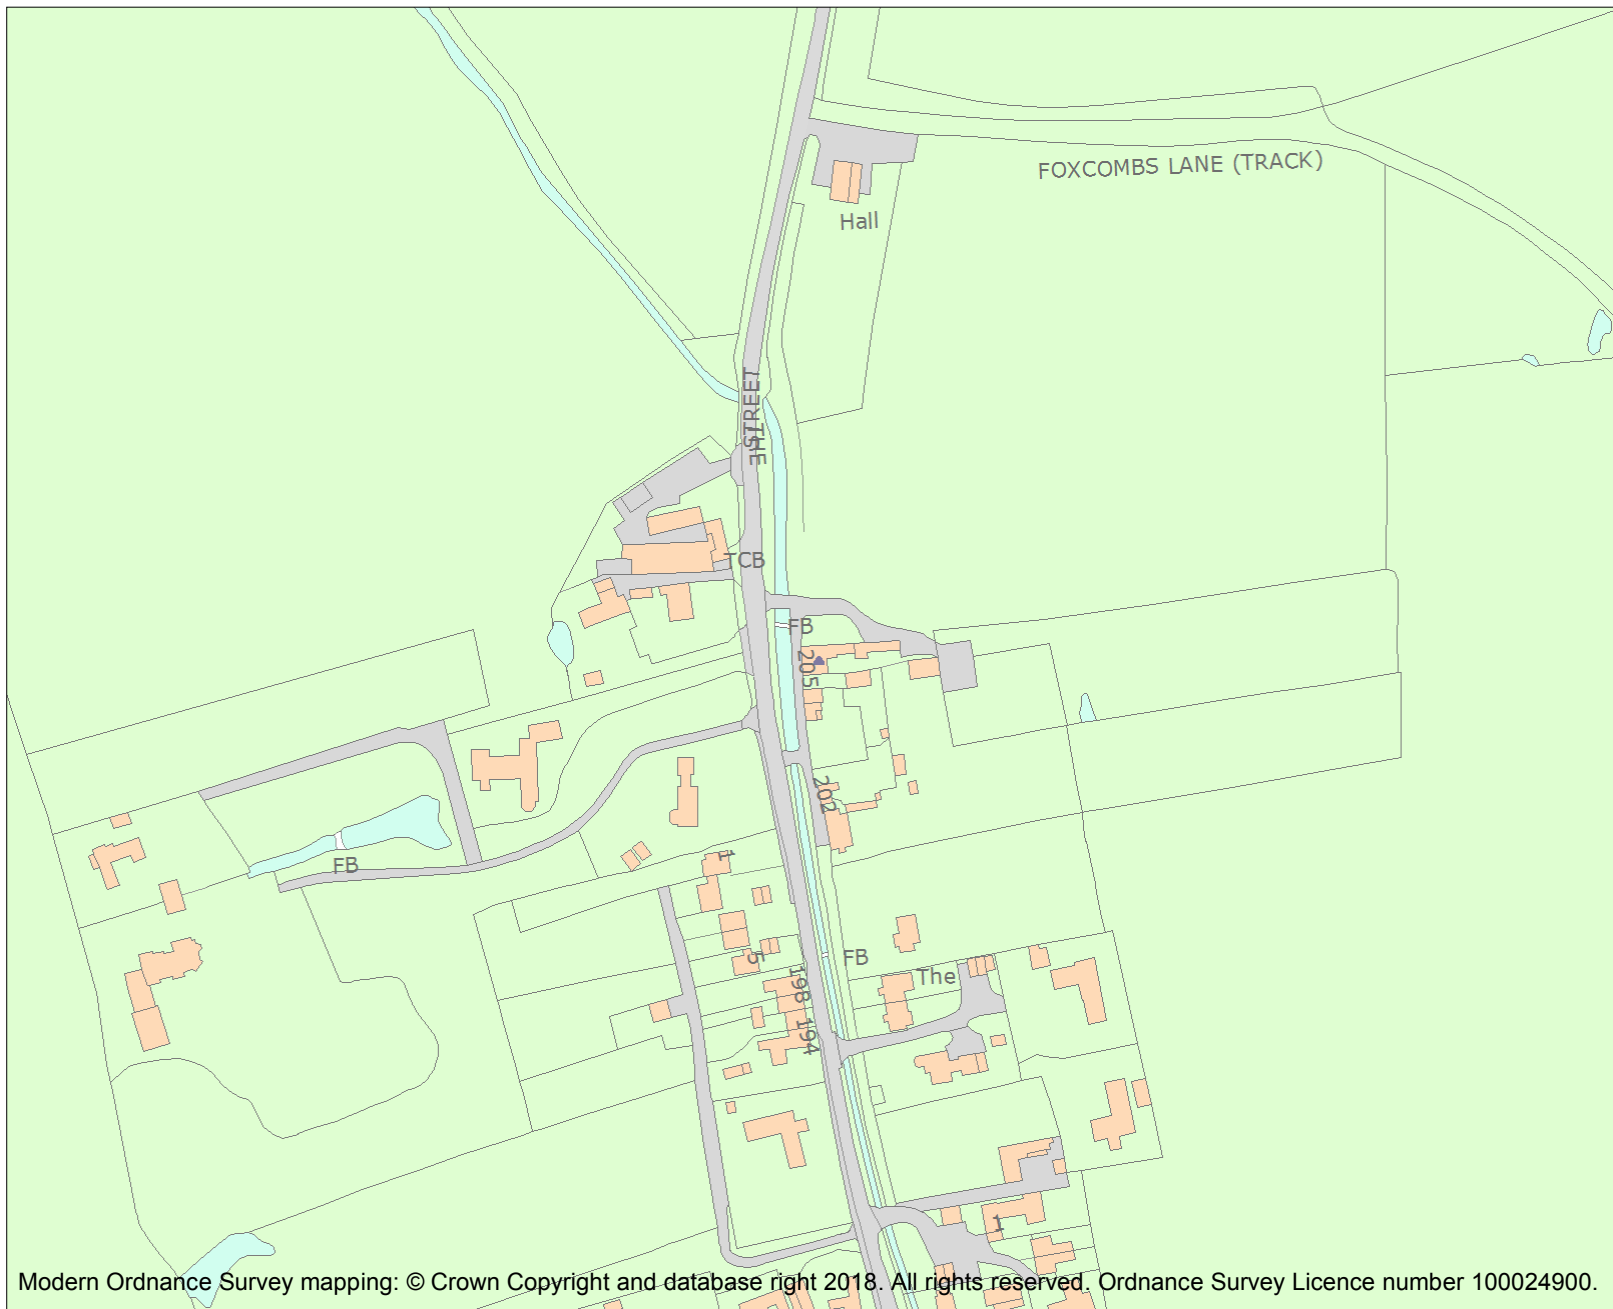 FOXCOMBS LANE (TRACK)
Hall
THE
STREET
TCB
FB
205
202
FB
1
5
FB
The
198
194
1
Modern Ordnance Survey mapping: © Crown Copyright and database right 2018. All rights reserved. Ordnance Survey Licence number 100024900.